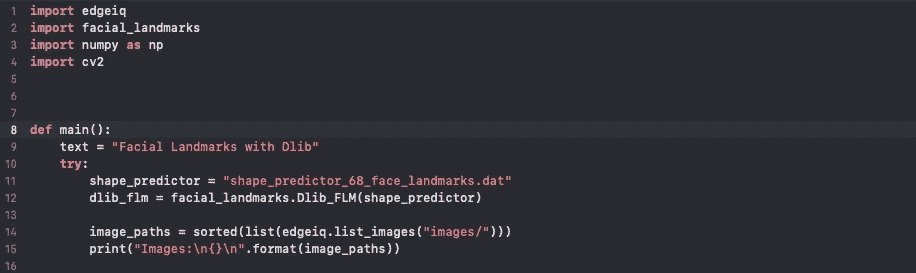 1 import edgeiq
2 import facial_landmarks
3 import numpy as np
4 import cv2
5
6
7
8 def main():
9     text = "Facial Landmarks with Dlib"
10     try:
11         shape_predictor = "shape_predictor_68_face_landmarks.dat"
12         dlib_flm = facial_landmarks.Dlib_FLM(shape_predictor)
13
14         image_paths = sorted(list(edgeiq.list_images("images/")))
15         print("Images:\n{}\n".format(image_paths))
16